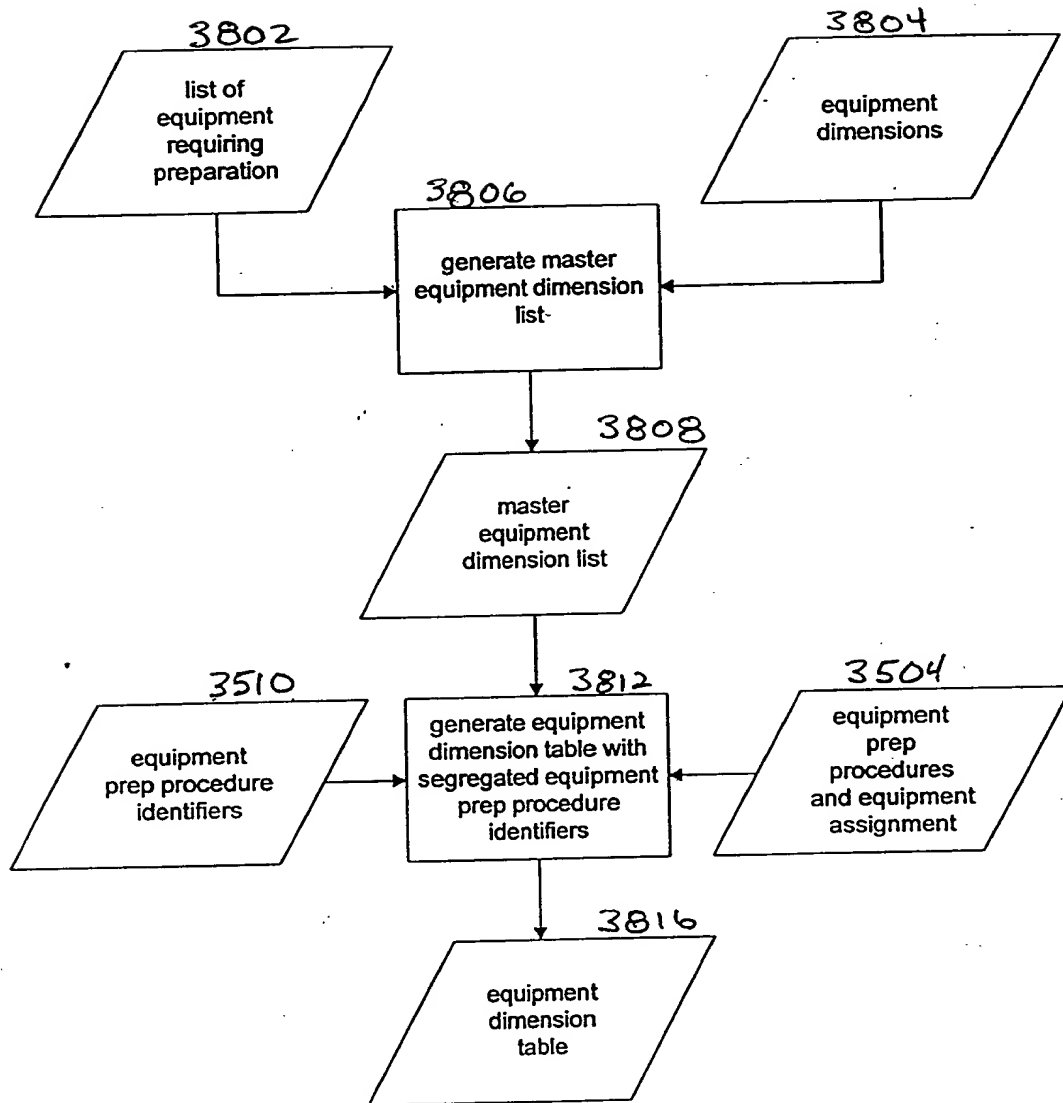 3802
list of
equipment
requiring
preparation
3804
equipment
dimensions
3806
generate master
equipment dimension
list-
3808
master
equipment
dimension list
3510
equipment
prep procedure
identifiers
3812
generate equipment
dimension table with
segregated equipment
prep procedure
identifiers
3504
equipment
prep
procedures
and equipment
assignment
3816
equipment
dimension
table